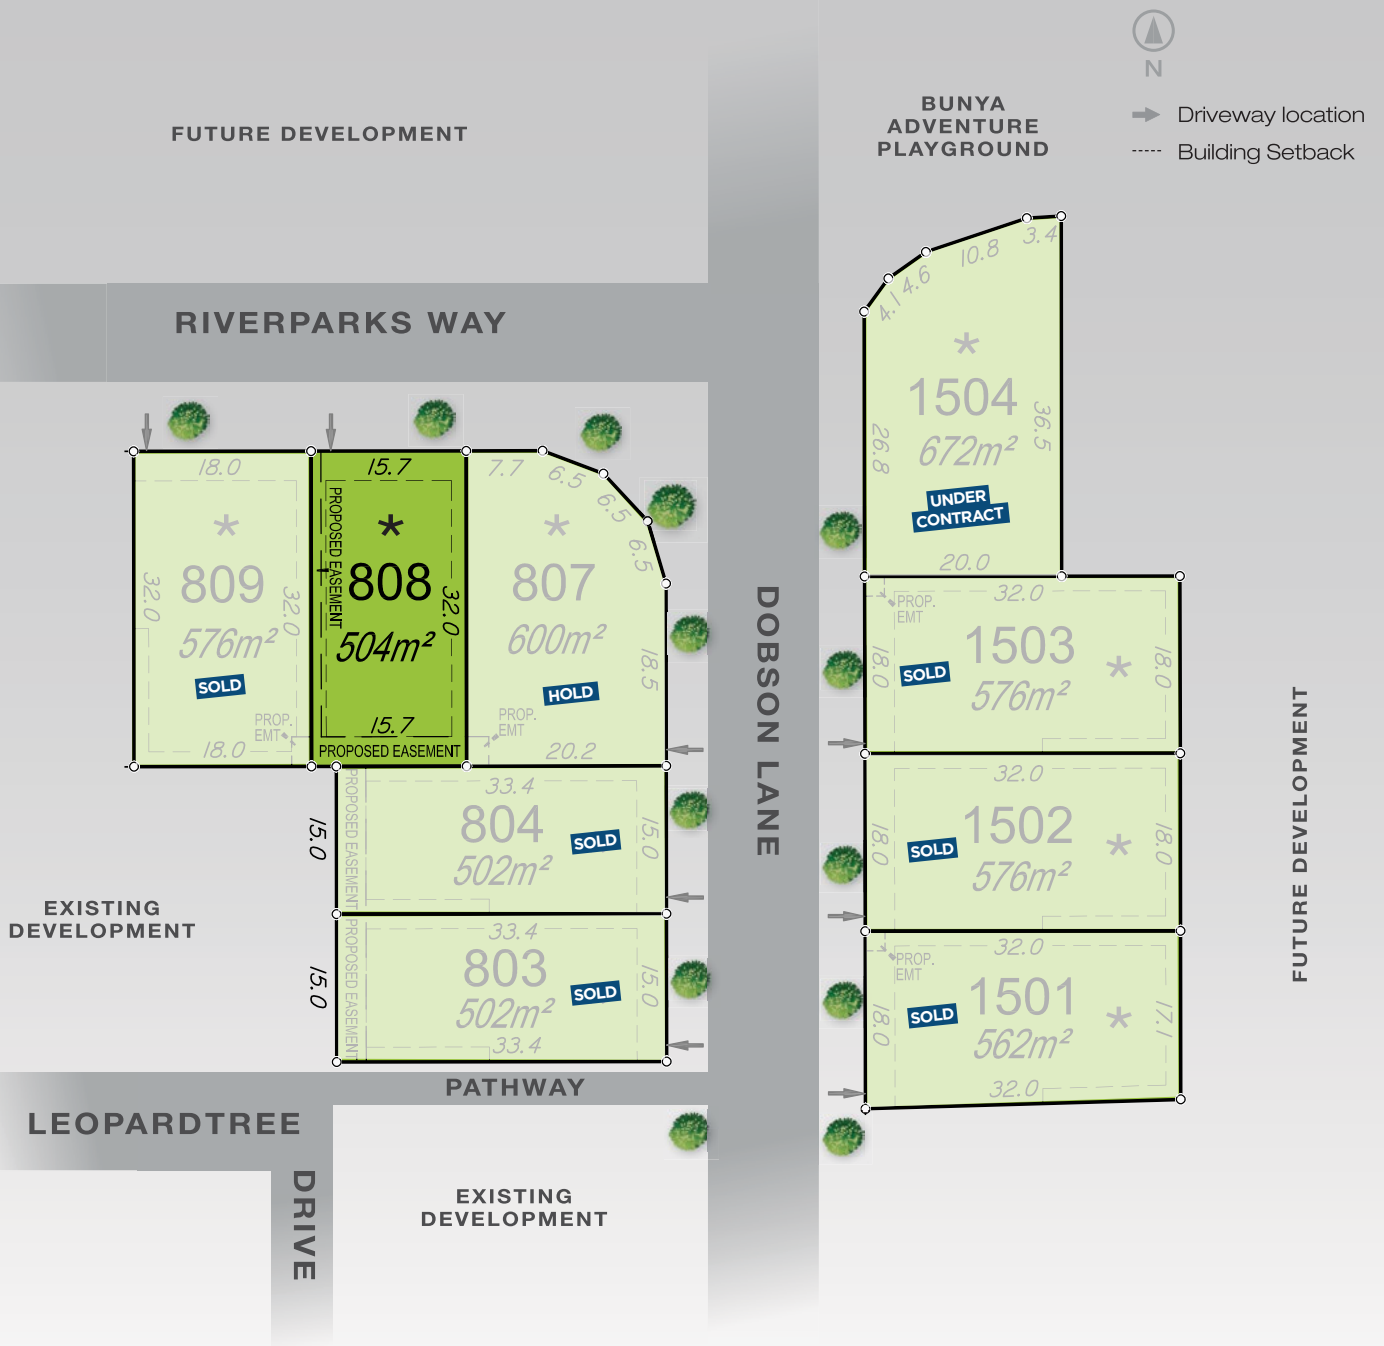 N
Driveway location
Building Setback
FUTURE DEVELOPMENT
BUNYA
ADVENTURE
PLAYGROUND
RIVERPARKS WAY
3.4
10.8
4.6
4.1
*
1504
672m²
26.8
36.5
UNDER
CONTRACT
20.0
18.0
*
809
576m²
32.0
32.0
SOLD
PROP.
EMT
18.0
15.7
PROPOSED EASEMENT
*
808
504m²
32.0
15.7
PROPOSED EASEMENT
7.7
6.5
6.5
6.5
*
807
600m²
18.5
HOLD
PROP.
EMT
20.2
DOBSON LANE
32.0
PROP.
EMT
1503
576m²
*
SOLD
18.0
18.0
33.4
PROPOSED EASEMENT
804
502m²
SOLD
15.0
15.0
32.0
1502
576m²
*
SOLD
18.0
18.0
FUTURE DEVELOPMENT
EXISTING
DEVELOPMENT
33.4
PROPOSED EASEMENT
803
502m²
SOLD
15.0
15.0
33.4
32.0
PROP.
EMT
1501
562m²
*
SOLD
18.0
17.1
32.0
PATHWAY
LEOPARDTREE
DRIVE
EXISTING
DEVELOPMENT